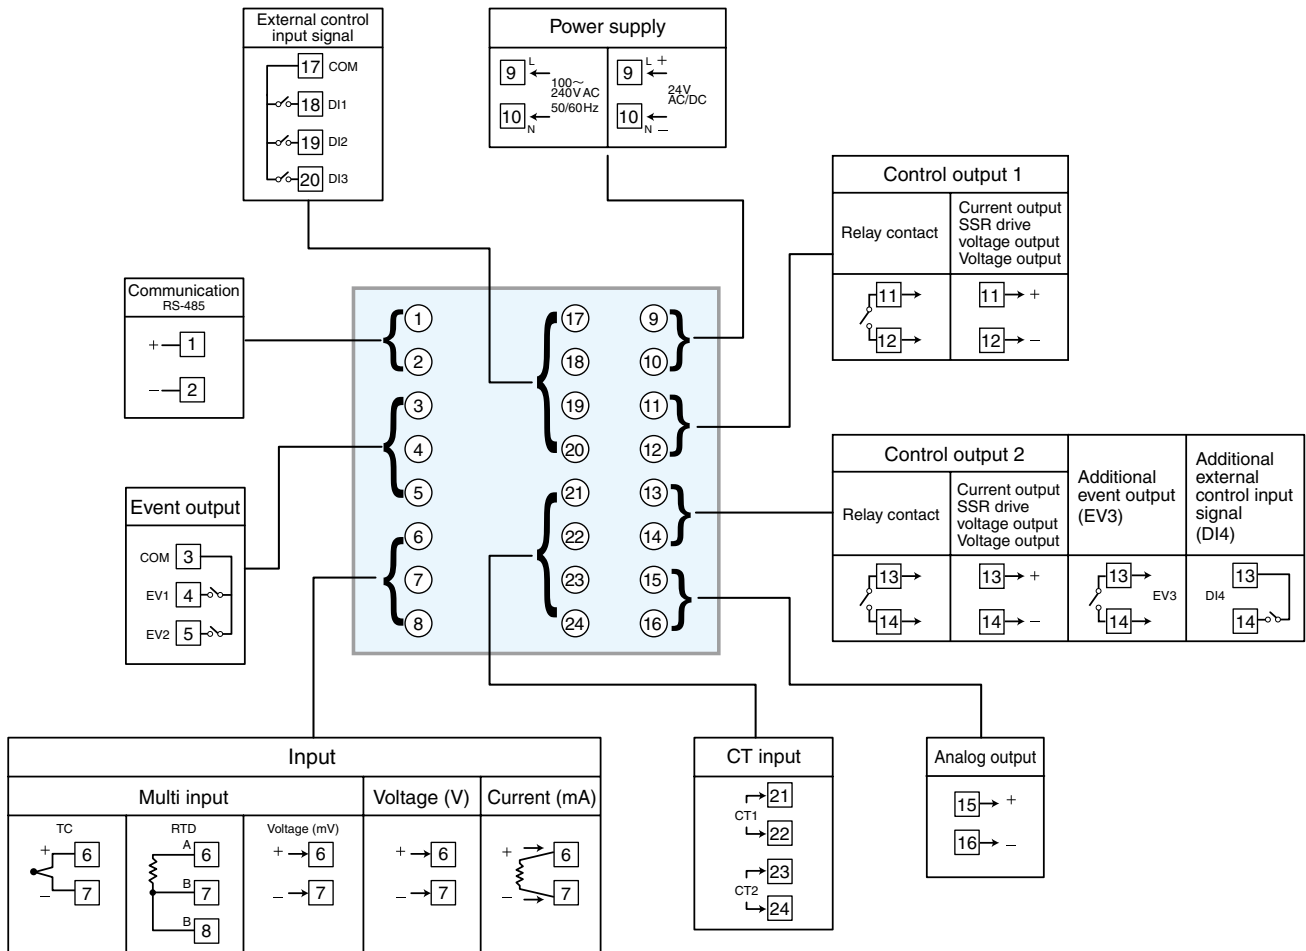 External control
input signal
17 COM
18 DI1
19 DI2
20 DI3
Power supply
9 L
100～
240V AC
50/60Hz
10 N
9 L +
24V
AC/DC
10 N −
Control output 1
Relay contact
Current output
SSR drive
voltage output
Voltage output
11
12
11 +
12 −
Communication
RS-485
+ 1
− 2
1
2
3
4
5
6
7
8
17
18
19
20
21
22
23
24
9
10
11
12
13
14
15
16
Control output 2
Relay contact
Current output
SSR drive
voltage output
Voltage output
Additional
event output
(EV3)
Additional
external
control input
signal
(DI4)
13
14
13 +
14 −
13
EV3
14
13
DI4
14
Event output
COM 3
EV1 4
EV2 5
Input
Multi input
Voltage (V)
Current (mA)
TC
+ 6
− 7
RTD
A 6
B 7
B 8
Voltage (mV)
+ 6
− 7
+ 6
− 7
+ 6
− 7
CT input
21
CT1
22
23
CT2
24
Analog output
15 +
16 −